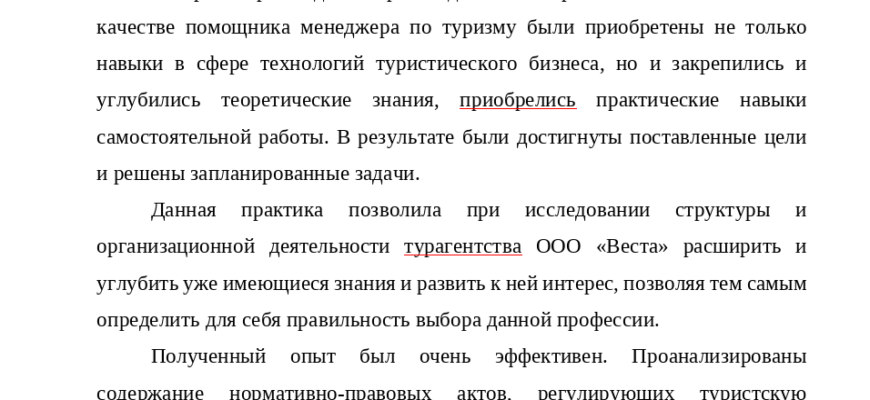 качестве помощника менеджера по туризму были приобретены не только
навыки в сфере технологий туристического бизнеса, но и закрепились и
углубились теоретические знания, приобрелись практические навыки
самостоятельной работы. В результате были достигнуты поставленные цели
и решены запланированные задачи.
Данная практика позволила при исследовании структуры и
организационной деятельности турагентства ООО «Веста» расширить и
углубить уже имеющиеся знания и развить к ней интерес, позволяя тем самым
определить для себя правильность выбора данной профессии.
Полученный опыт был очень эффективен. Проанализированы
содержание нормативно-правовых актов, регулирующих туристскую